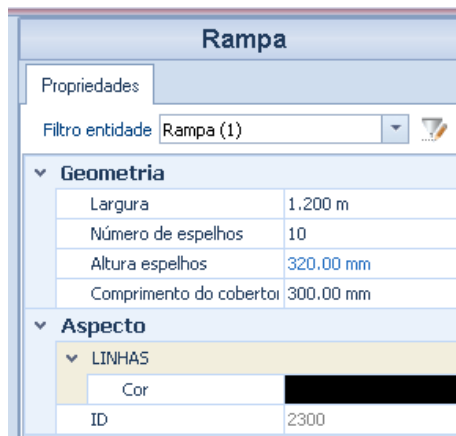 Rampa
Propriedades
Filtro entidade Rampa (1)
Geometria
Largura 1.200 m
Número de espelhos 10
Altura espelhos 320.00 mm
Comprimento do cobertor 300.00 mm
Aspecto
LINHAS
Cor
ID 2300